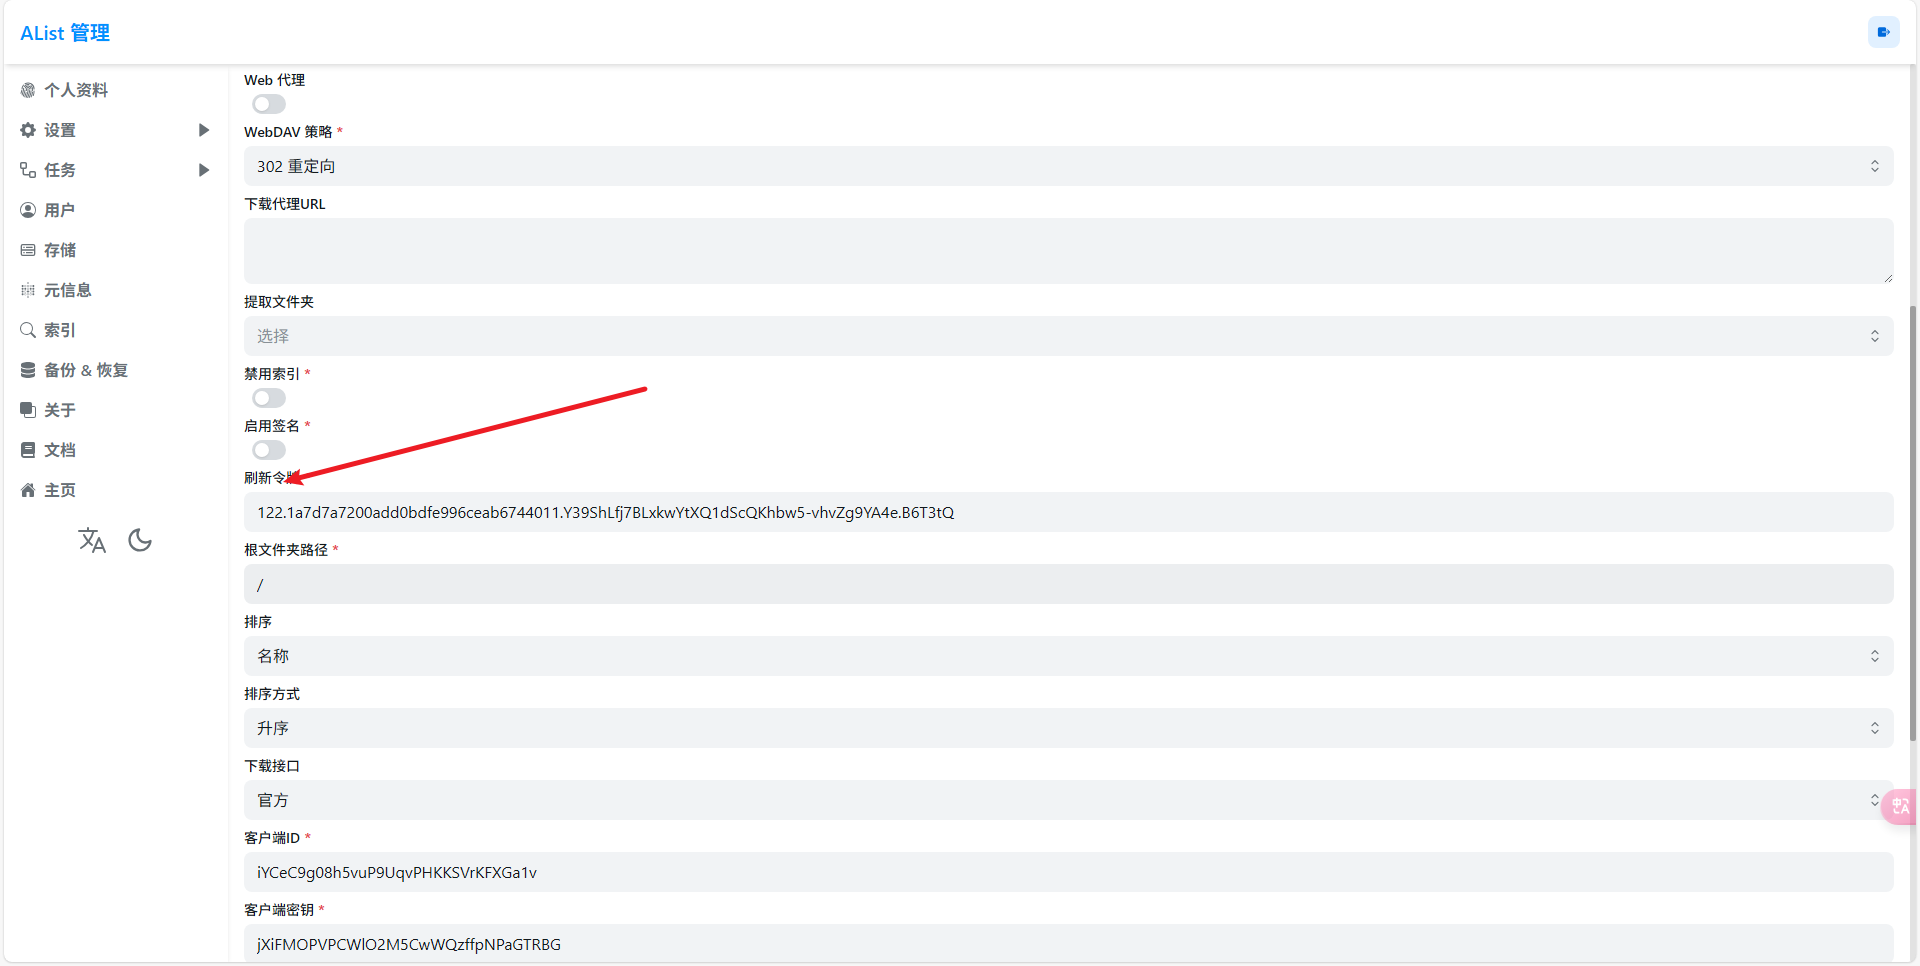 AList 管理
个人资料
设置
任务
用户
存储
元信息
索引
备份 & 恢复
关于
文档
主页
Web 代理
WebDAV 策略 *
302 重定向
下载代理URL
提取文件夹
选择
禁用索引 *
启用签名 *
刷新令牌
122.1a7d7a7200add0bdfe996ceab6744011.Y39ShLfj7BLxkwYtXQ1dScQKhbw5-vhvZg9YA4e.B6T3tQ
根文件夹路径 *
/
排序
名称
排序方式
升序
下载接口
官方
客户端ID *
iYCeC9g08h5vuP9UqvPHKKSVrKFXGa1v
客户端密钥 *
jXiFMOPVPCWlO2M5CwWQzffpNPaGTRBG